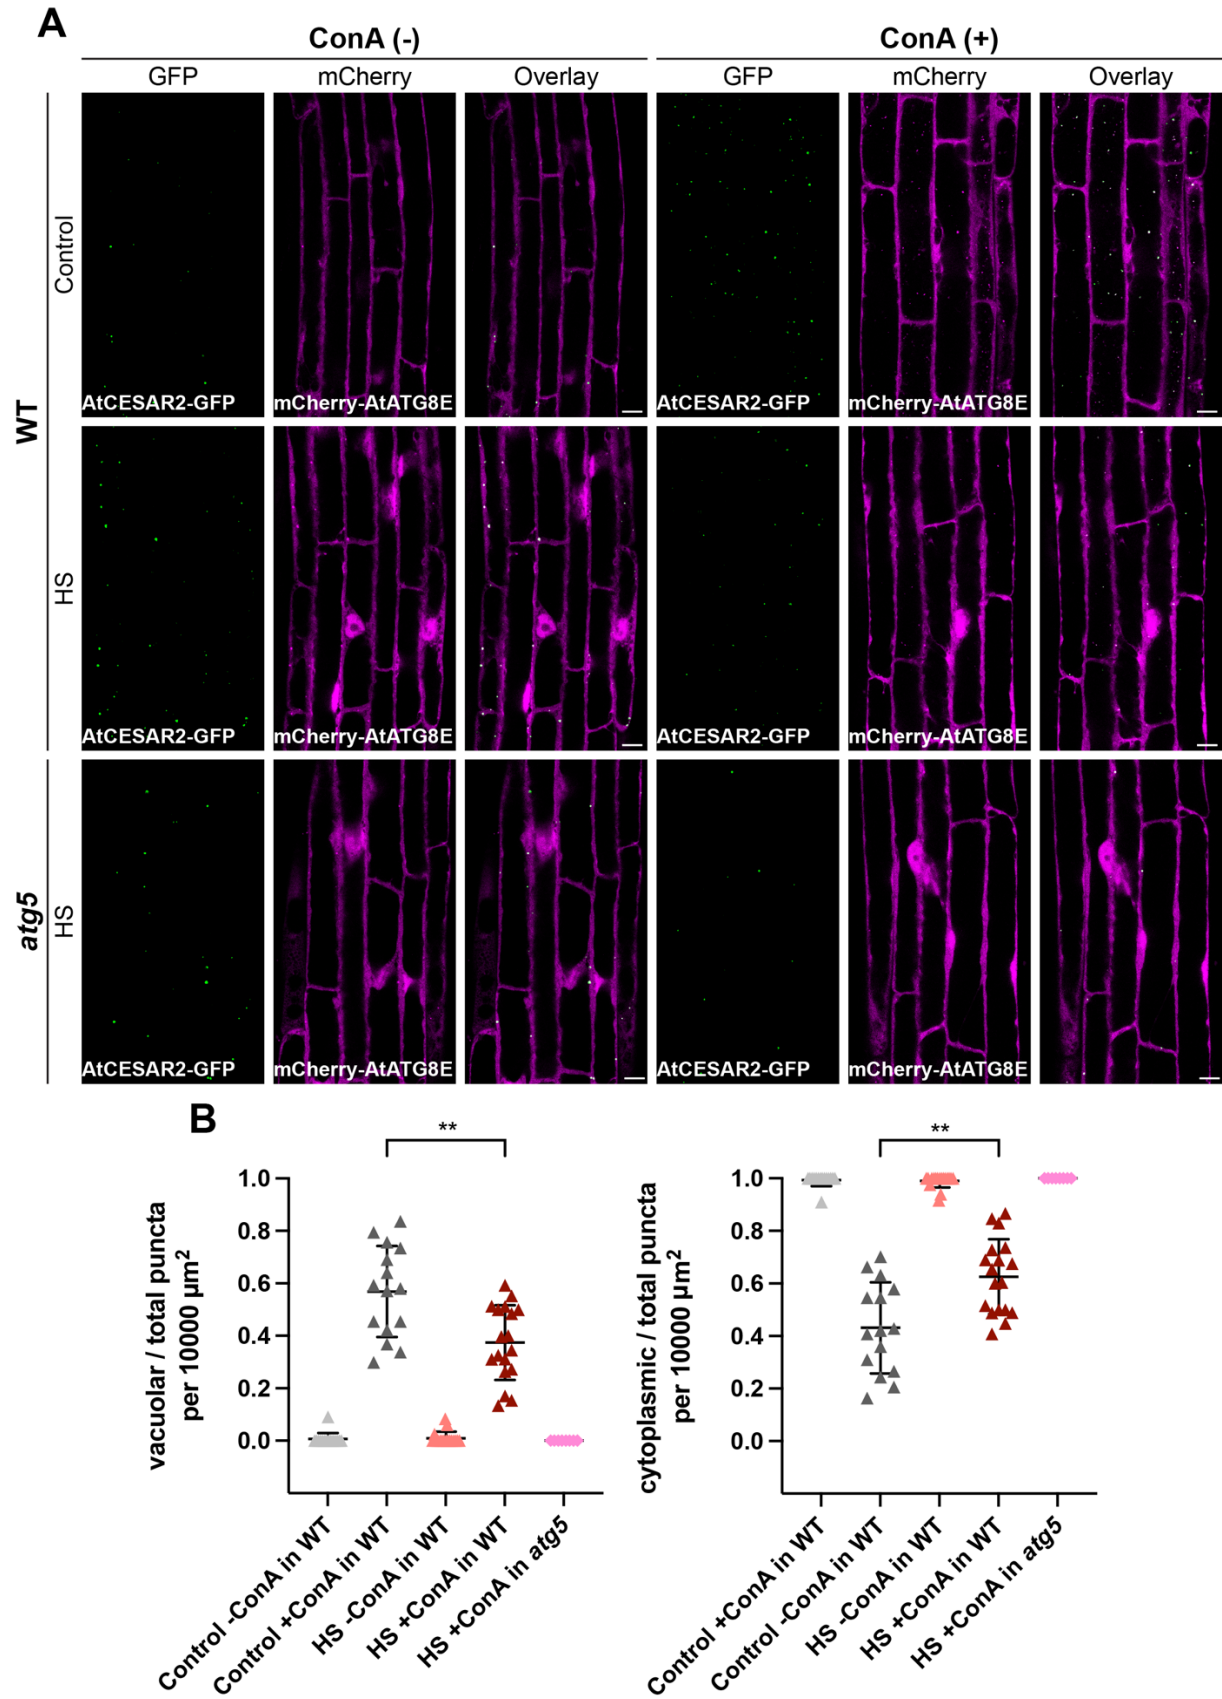 A
ConA (-)
ConA (+)
GFP
mCherry
Overlay
GFP
mCherry
Overlay
WT
Control
AtCESAR2-GFP
mCherry-AtATG8E
AtCESAR2-GFP
mCherry-AtATG8E
HS
AtCESAR2-GFP
mCherry-AtATG8E
AtCESAR2-GFP
mCherry-AtATG8E
atg5
HS
AtCESAR2-GFP
mCherry-AtATG8E
AtCESAR2-GFP
mCherry-AtATG8E
B
**
vacuolar / total puncta
per 10000 µm²
1.0
0.8
0.6
0.4
0.2
0.0
Control -ConA in WT
Control +ConA in WT
HS -ConA in WT
HS +ConA in WT
HS +ConA in atg5
**
cytoplasmic / total puncta
per 10000 µm²
1.0
0.8
0.6
0.4
0.2
0.0
Control +ConA in WT
Control -ConA in WT
HS -ConA in WT
HS +ConA in WT
HS +ConA in atg5